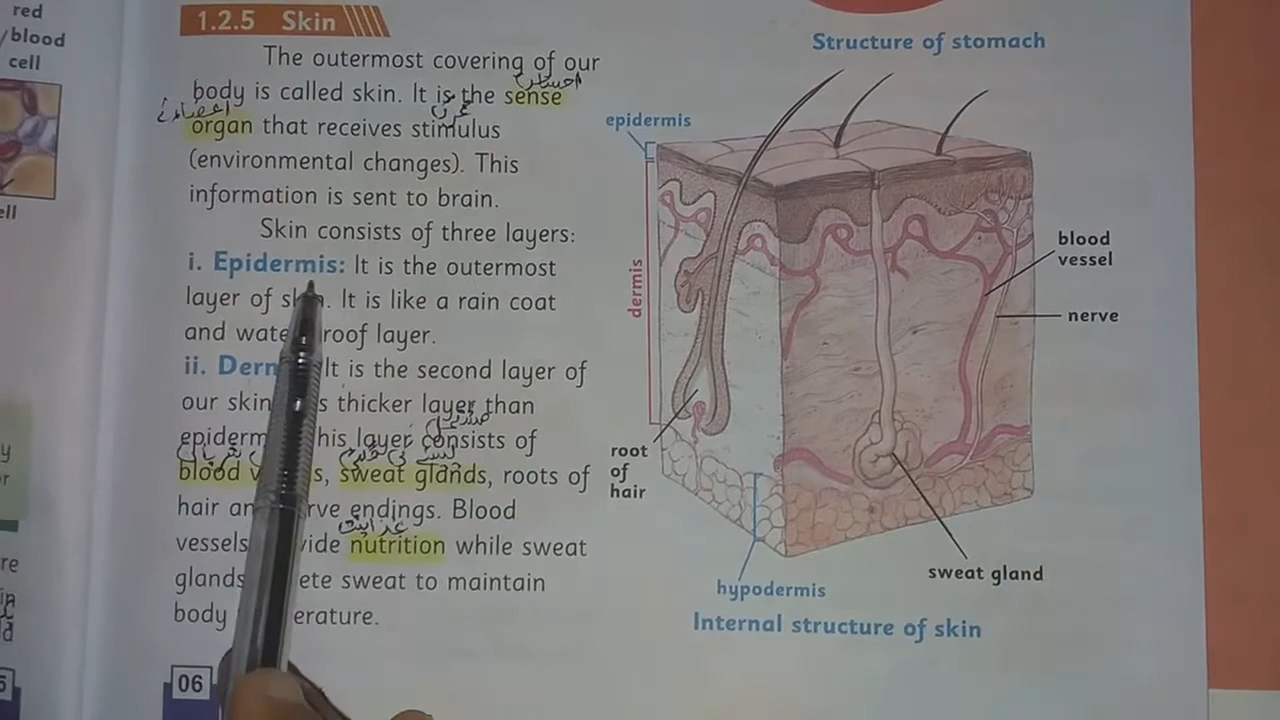 red
blood
cell
ell
1.2.5 Skin
The outermost covering of our
body is called skin. It is the sense
organ that receives stimulus
(environmental changes). This
information is sent to brain.
Skin consists of three layers:
i. Epidermis: It is the outermost
layer of skin. It is like a rain coat
and water roof layer.
ii. Derm It is the second layer of
our skin s thicker layer than
epiderm his layer consists of
blood v s, sweat glands, roots of
hair an rve endings. Blood
vessels vide nutrition while sweat
glands ete sweat to maintain
body erature.
06
Structure of stomach
epidermis
dermis
blood
vessel
nerve
root
of
hair
sweat gland
hypodermis
Internal structure of skin